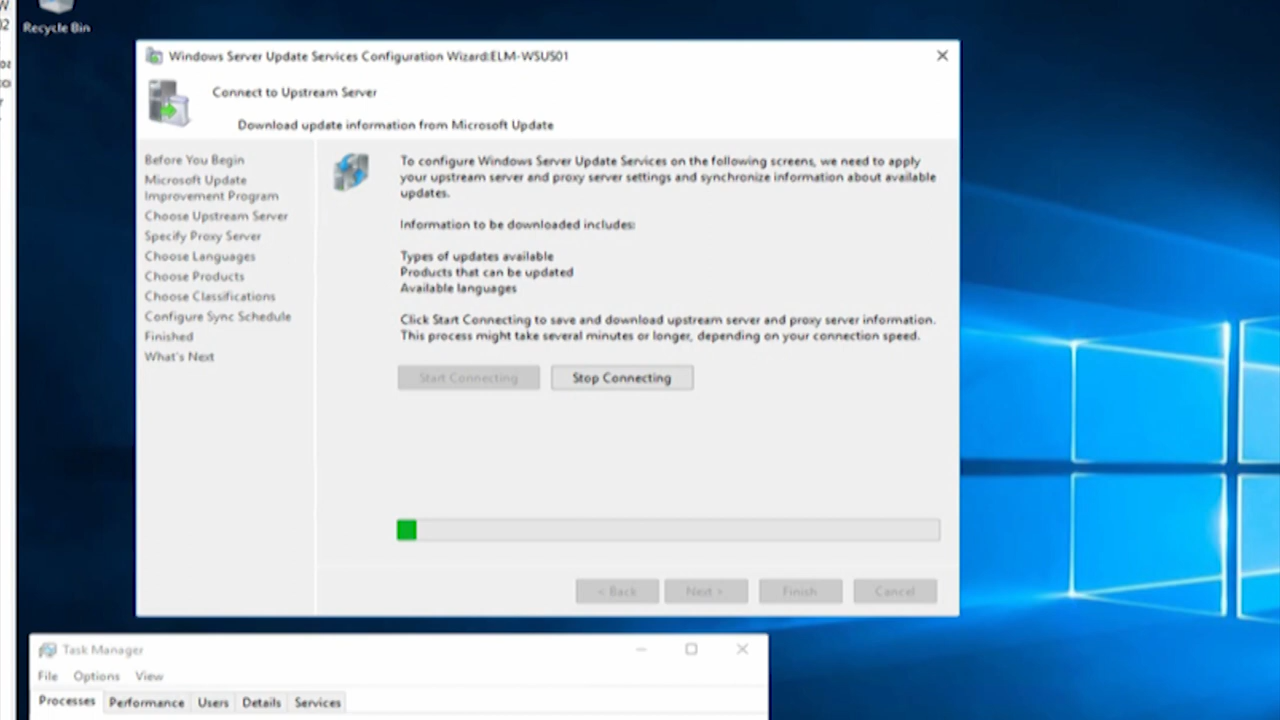 Recycle Bin
Windows Server Update Services Configuration Wizard:ELM-WSUS01
Connect to Upstream Server
Download update information from Microsoft Update
Before You Begin
Microsoft Update
Improvement Program
Choose Upstream Server
Specify Proxy Server
Choose Languages
Choose Products
Choose Classifications
Configure Sync Schedule
Finished
What's Next
To configure Windows Server Update Services on the following screens, we need to apply
your upstream server and proxy server settings and synchronize information about available
updates.
Information to be downloaded includes:
Types of updates available
Products that can be updated
Available languages
Click Start Connecting to save and download upstream server and proxy server information.
This process might take several minutes or longer, depending on your connection speed.
Start Connecting
Stop Connecting
< Back
Next >
Finish
Cancel
Task Manager
File Options View
Processes Performance Users Details Services